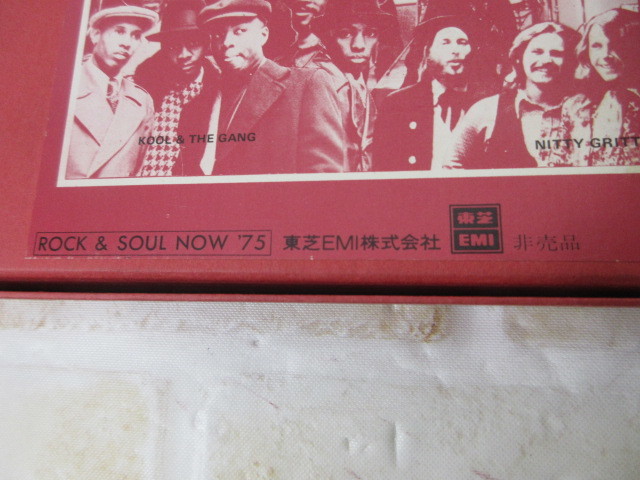 KOOL & THE GANG
NITTY GRITT
ROCK & SOUL NOW '75 東芝EMI株式会社 東芝 EMI 非売品